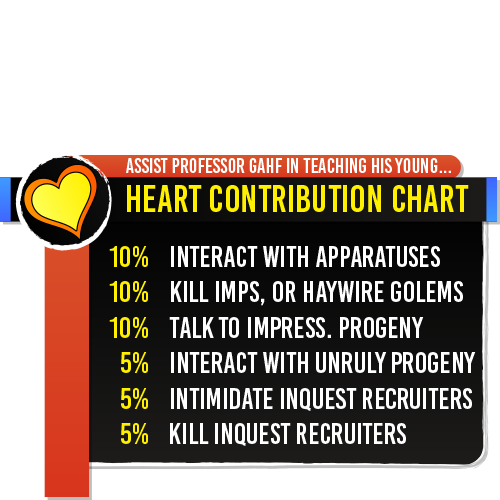 ASSIST PROFESSOR GAHF IN TEACHING HIS YOUNG...
HEART CONTRIBUTION CHART
10% INTERACT WITH APPARATUSES
10% KILL IMPS, OR HAYWIRE GOLEMS
10% TALK TO IMPRESS. PROGENY
5% INTERACT WITH UNRULY PROGENY
5% INTIMIDATE INQUEST RECRUITERS
5% KILL INQUEST RECRUITERS